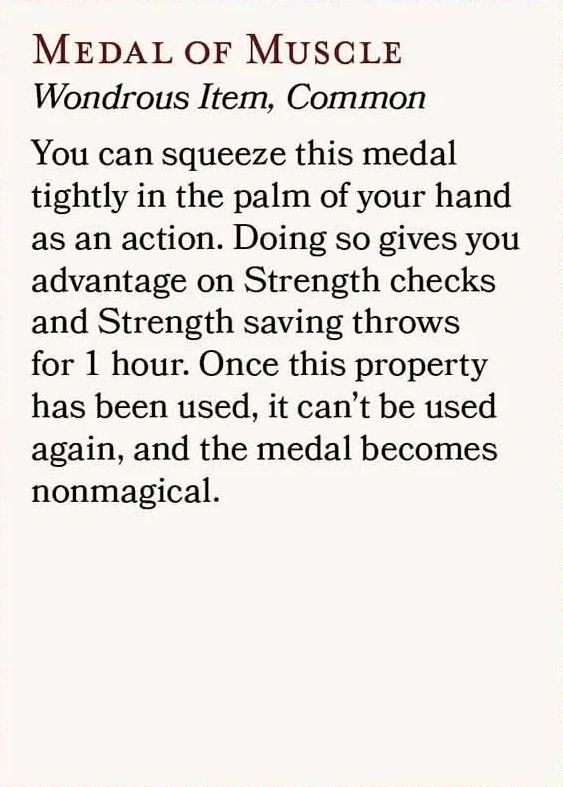 Medal of Muscle
Wondrous Item, Common
You can squeeze this medal
tightly in the palm of your hand
as an action. Doing so gives you
advantage on Strength checks
and Strength saving throws
for 1 hour. Once this property
has been used, it can’t be used
again, and the medal becomes
nonmagical.